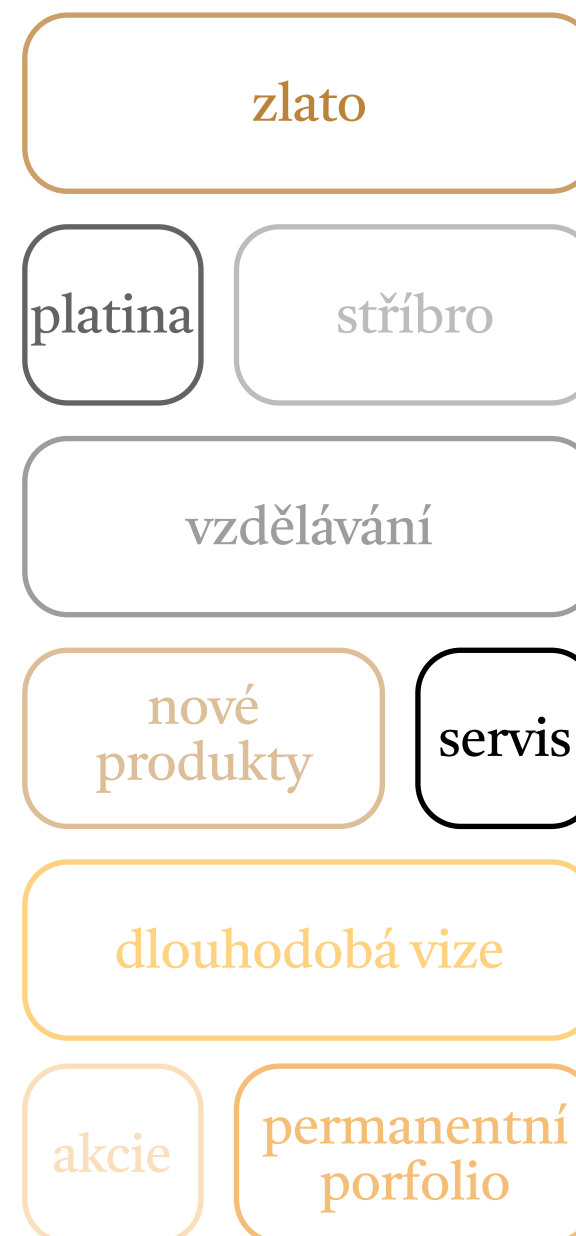 zlato
platina
stříbro
vzdělávání
nové
produkty
servis
dlouhodobá vize
akcie
permanentní
porfolio